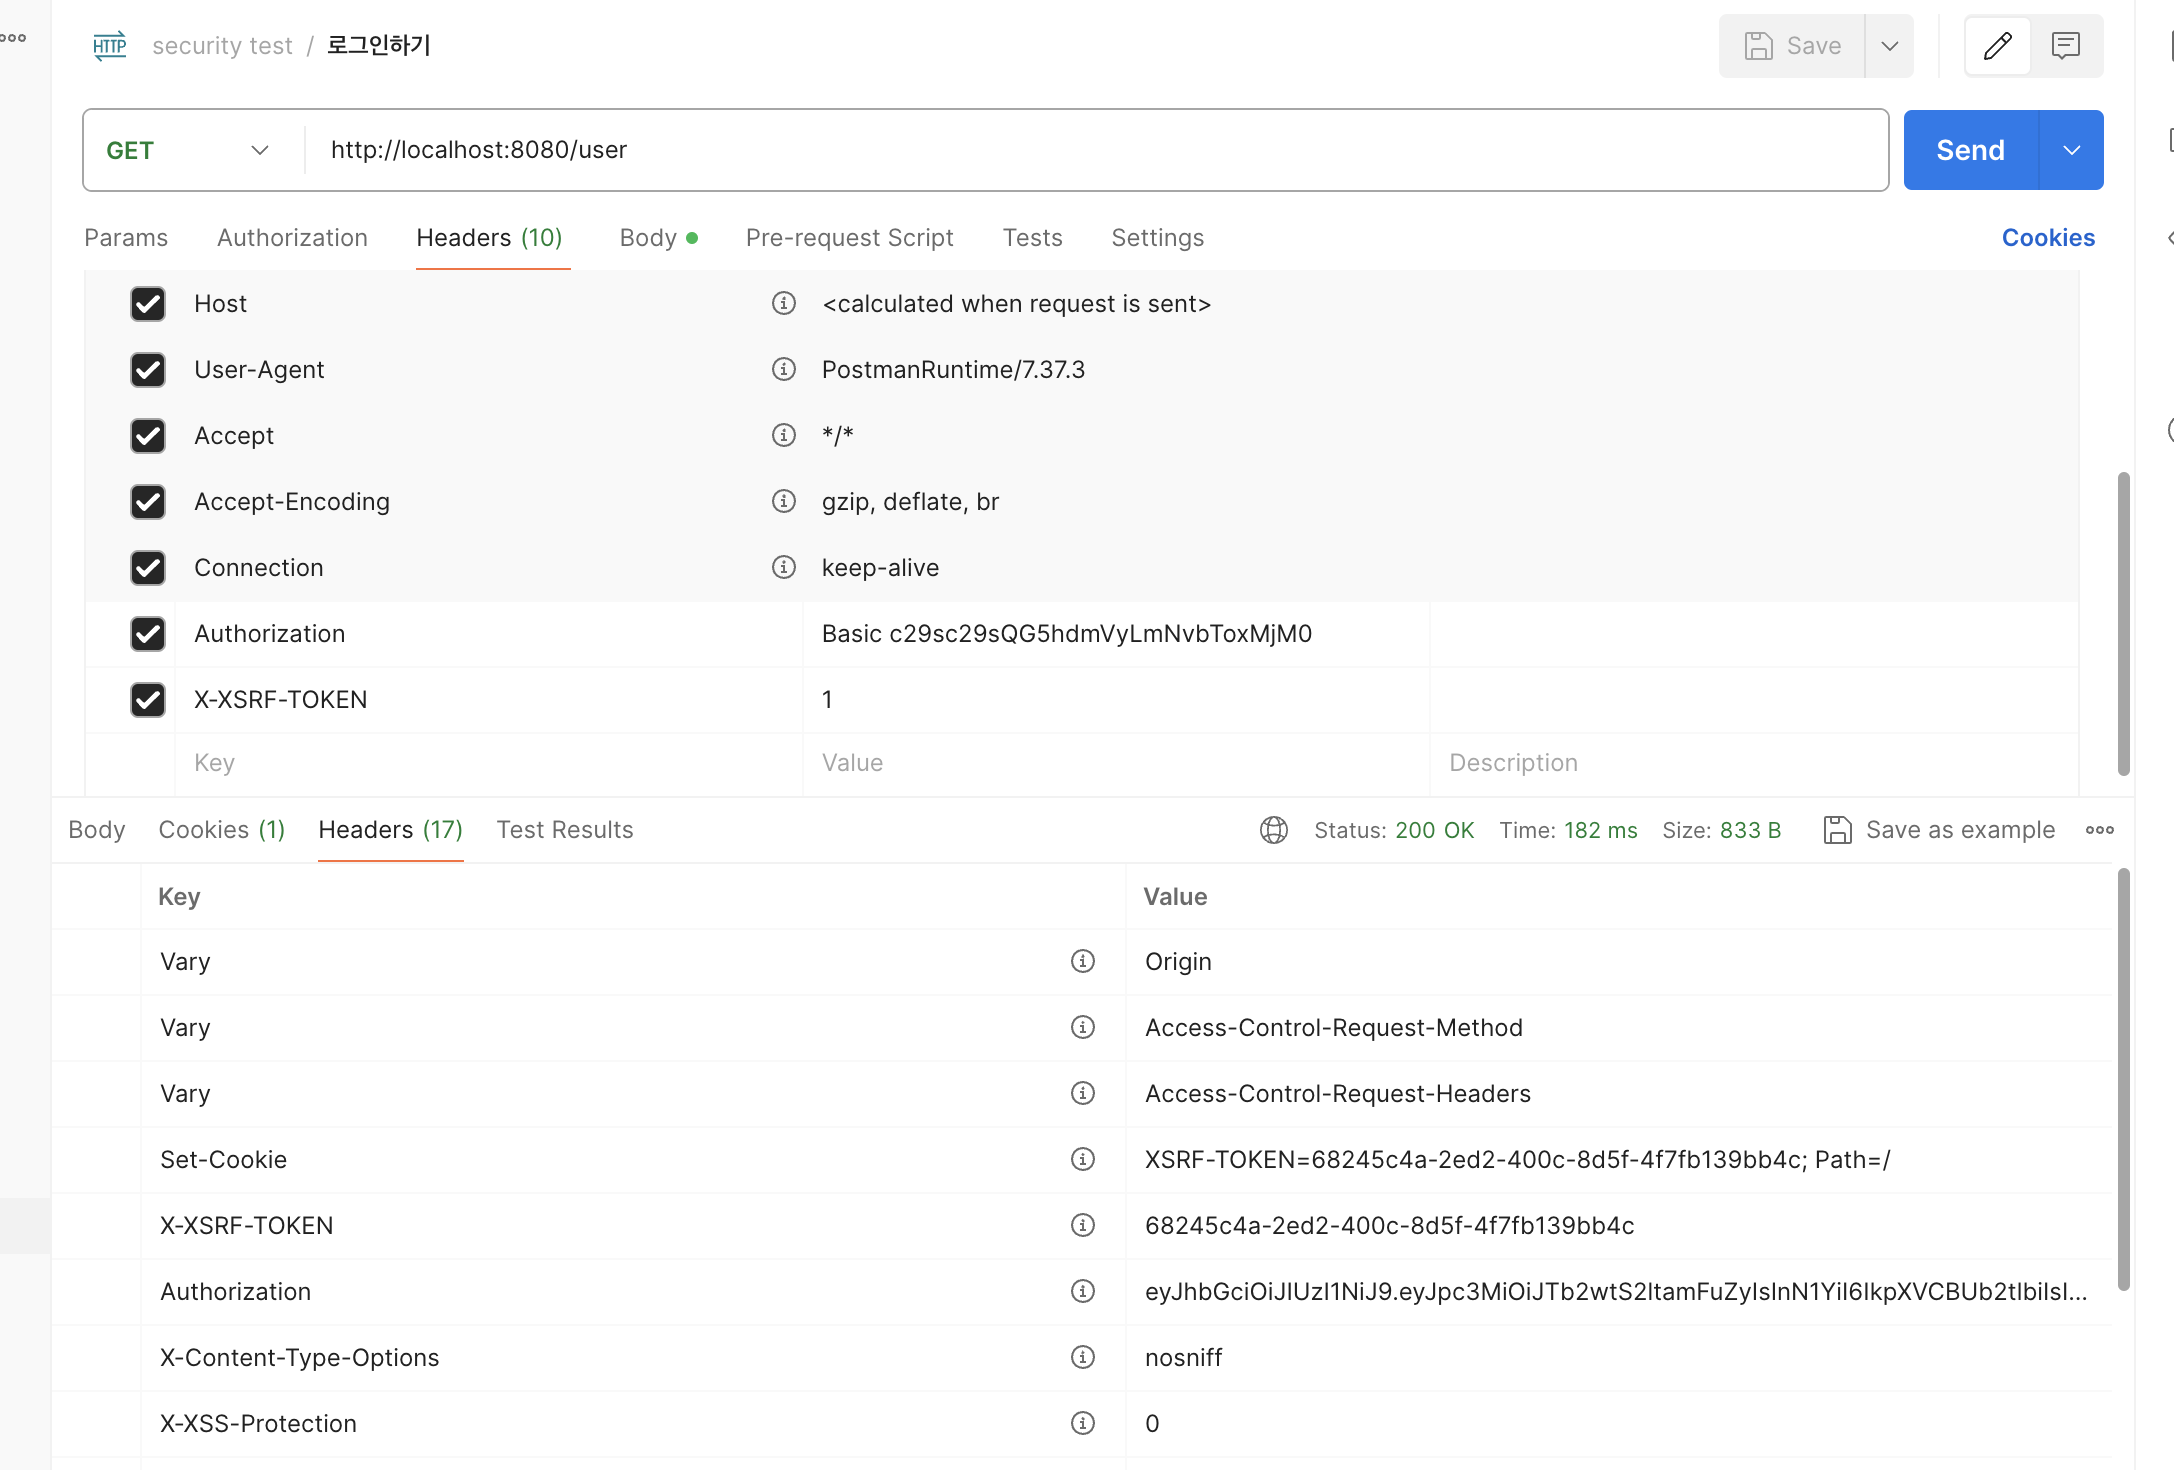 HTTP security test / 로그인하기 Save
GET http://localhost:8080/user Send
Params Authorization Headers (10) Body Pre-request Script Tests Settings Cookies
Host <calculated when request is sent>
User-Agent PostmanRuntime/7.37.3
Accept */*
Accept-Encoding gzip, deflate, br
Connection keep-alive
Authorization Basic c29sc29sQG5hdmVyLmNvbToxMjM0
X-XSRF-TOKEN 1
Key Value Description
Body Cookies (1) Headers (17) Test Results Status: 200 OK Time: 182 ms Size: 833 B Save as example
Key Value
Vary Origin
Vary Access-Control-Request-Method
Vary Access-Control-Request-Headers
Set-Cookie XSRF-TOKEN=68245c4a-2ed2-400c-8d5f-4f7fb139bb4c; Path=/
X-XSRF-TOKEN 68245c4a-2ed2-400c-8d5f-4f7fb139bb4c
Authorization eyJhbGciOiJIUzI1NiJ9.eyJpc3MiOiJTb2wtS2ltamFuZyIsInN1YiI6IkpXVCBUb2tlbiIsI...
X-Content-Type-Options nosniff
X-XSS-Protection 0